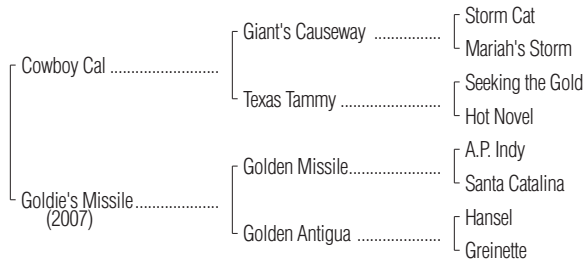 Storm Cat
Giant's Causeway ................
Mariah's Storm
Cowboy Cal ..........................
Seeking the Gold
Texas Tammy .........................
Hot Novel
A.P. Indy
Golden Missile.......................
Santa Catalina
Goldie's Missile....................
(2007)
Hansel
Golden Antigua ....................
Greinette